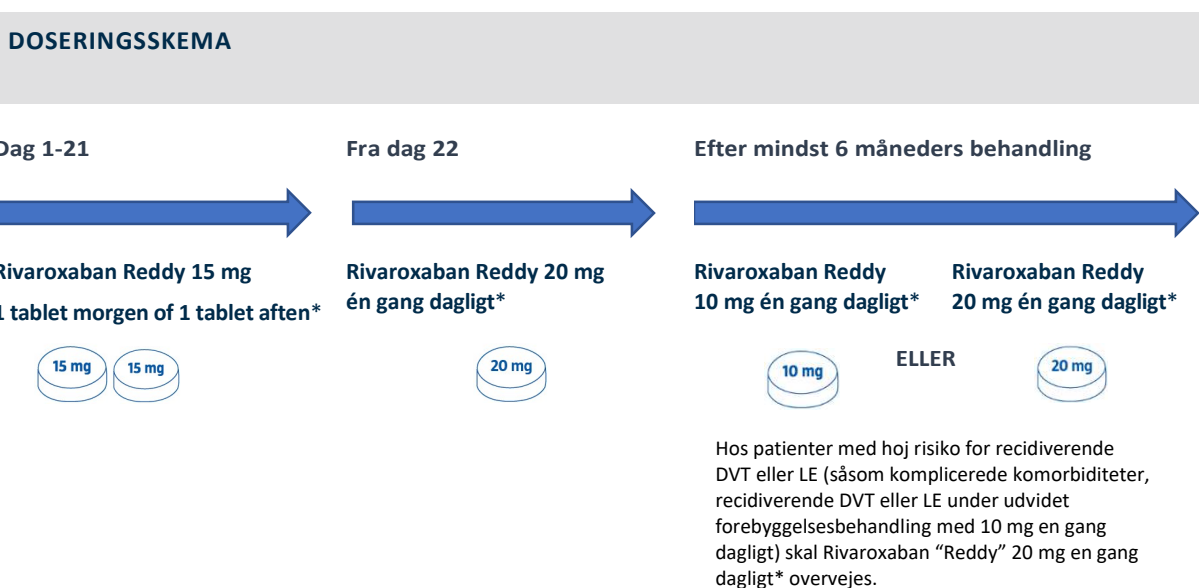 DOSERINGSSKEMA
Dag 1-21
Fra dag 22
Efter mindst 6 måneders behandling
Rivaroxaban Reddy 15 mg
1 tablet morgen of 1 tablet aften*
15 mg
15 mg
Rivaroxaban Reddy 20 mg
én gang dagligt*
20 mg
Rivaroxaban Reddy
10 mg én gang dagligt*
10 mg
ELLER
Rivaroxaban Reddy
20 mg én gang dagligt*
20 mg
Hos patienter med hoj risiko for recidiverende
DVT eller LE (såsom komplicerede komorbiditeter,
recidiverende DVT eller LE under udvidet
forebyggelsesbehandling med 10 mg en gang
dagligt) skal Rivaroxaban “Reddy” 20 mg en gang
dagligt* overvejes.